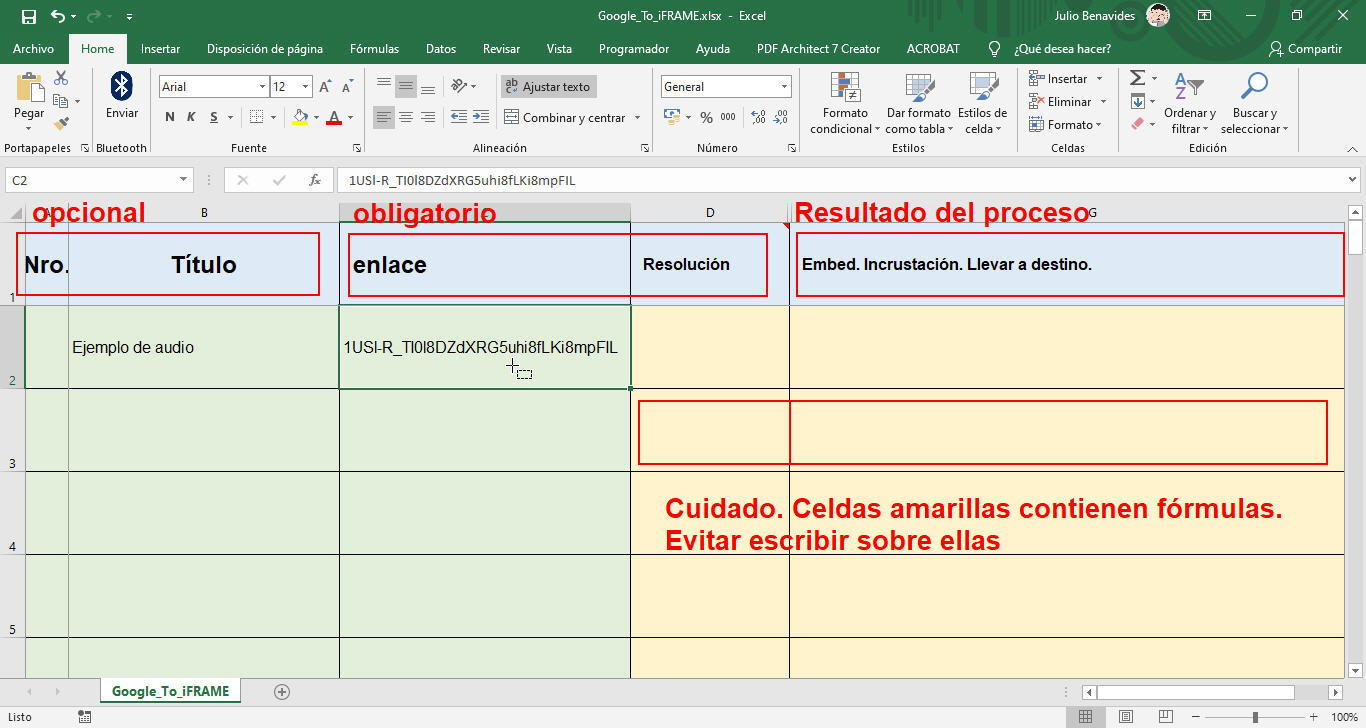 Google_To_iFRAME.xlsx - Excel
Julio Benavides
Archivo Home Insertar Disposición de página Fórmulas Datos Revisar Vista Programador Ayuda PDF Architect 7 Creator ACROBAT ¿Qué desea hacer? Compartir
Arial 12 A A ab Ajustar texto General Insertar Σ A Z
Pegar Enviar N K S A Combinar y centrar % 000 Formato condicional Dar formato como tabla Estilos de celda Eliminar Formato Ordenar y filtrar Buscar y seleccionar
Portapapeles Bluetooth Fuente Alineación Número Estilos Celdas Edición
C2 fx 1USl-R_TI0l8DZdXRG5uhi8fLKi8mpFIL
opcional B obligatorio D Resultado del proceso G
Nro. Título enlace Resolución Embed. Incrustación. Llevar a destino.
1
Ejemplo de audio 1USl-R_TI0l8DZdXRG5uhi8fLKi8mpFIL
2
3
Cuidado. Celdas amarillas contienen fórmulas.
Evitar escribir sobre ellas
4
5
Google_To_iFRAME
Listo 100%